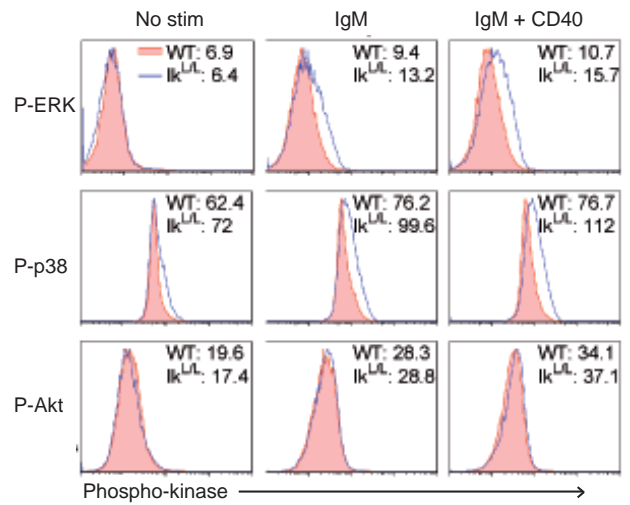 No stim IgM IgM + CD40
P-ERK
WT: 6.9
Ik^L/L: 6.4
WT: 9.4
Ik^L/L: 13.2
WT: 10.7
Ik^L/L: 15.7
P-p38
WT: 62.4
Ik^L/L: 72
WT: 76.2
Ik^L/L: 99.6
WT: 76.7
Ik^L/L: 112
P-Akt
WT: 19.6
Ik^L/L: 17.4
WT: 28.3
Ik^L/L: 28.8
WT: 34.1
Ik^L/L: 37.1
Phospho-kinase